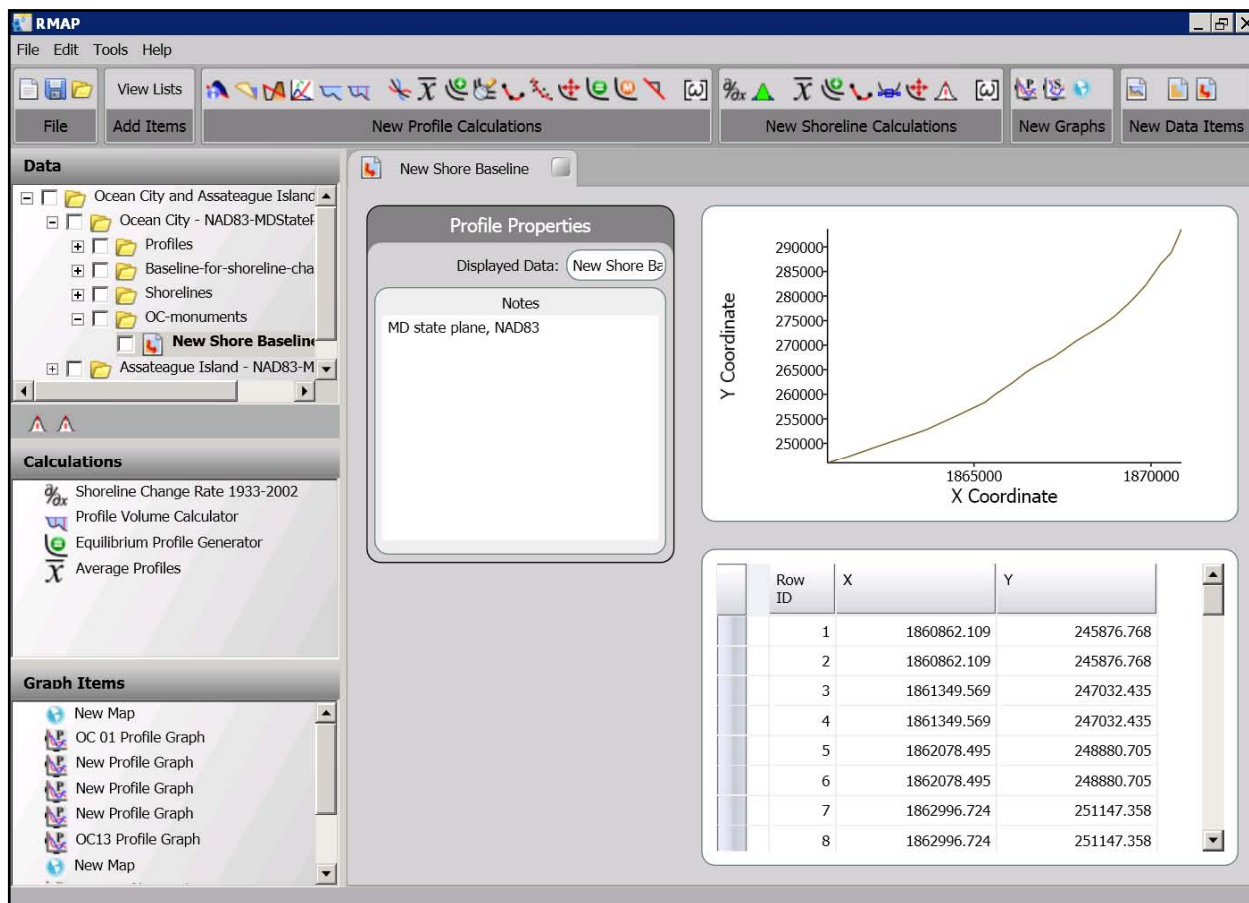 RMAP
File Edit Tools Help
View Lists
File
Add Items
New Profile Calculations
New Shoreline Calculations
New Graphs
New Data Items
Data
Ocean City and Assateague Island
Ocean City - NAD83-MDState
Profiles
Baseline-for-shoreline-cha
Shorelines
OC-monuments
New Shore Baseline
Assateague Island - NAD83-M
Calculations
Shoreline Change Rate 1933-2002
Profile Volume Calculator
Equilibrium Profile Generator
Average Profiles
Graph Items
New Map
OC 01 Profile Graph
New Profile Graph
New Profile Graph
New Profile Graph
OC13 Profile Graph
New Map
New Shore Baseline
Profile Properties
Displayed Data: New Shore Ba
Notes
MD state plane, NAD83
Y Coordinate
290000
285000
280000
275000
270000
265000
260000
255000
250000
1865000 1870000
X Coordinate
Row X Y
ID
1 1860862.109 245876.768
2 1860862.109 245876.768
3 1861349.569 247032.435
4 1861349.569 247032.435
5 1862078.495 248880.705
6 1862078.495 248880.705
7 1862996.724 251147.358
8 1862996.724 251147.358